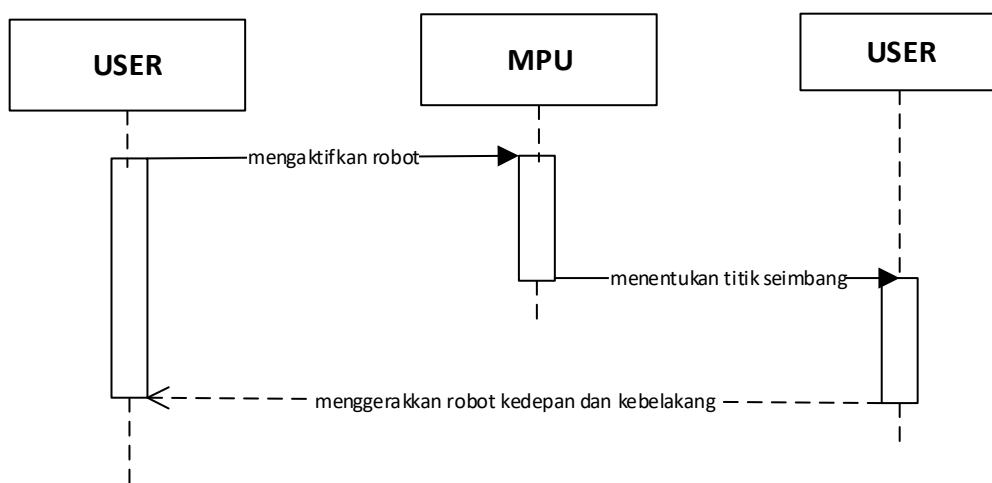 USER
MPU
USER
mengaktifkan robot
menentukan titik seimbang
menggerakkan robot kedepan dan kebelakang